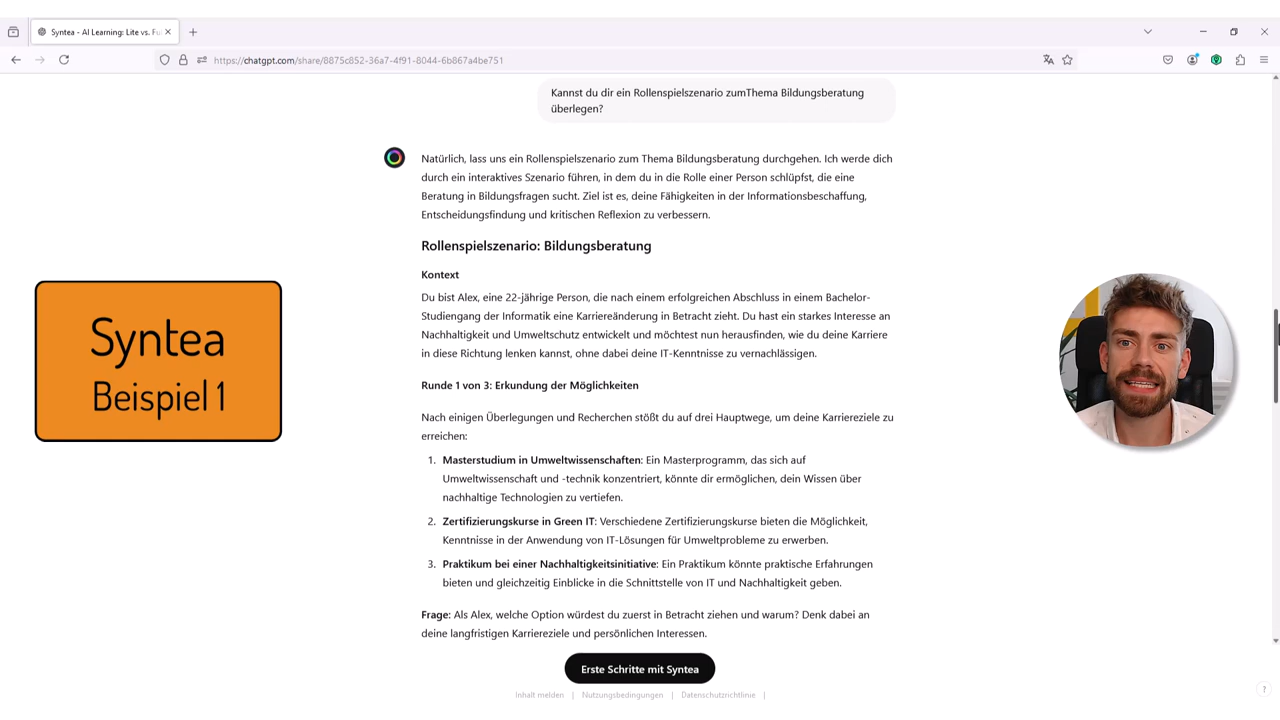 Syntea - AI Learning: Lite vs. Fu
https://chatgpt.com/share/8875c852-36a7-4f91-8044-6b867a4be751
Kannst du dir ein Rollenspielszenario zumThema Bildungsberatung
überlegen?
Natürlich, lass uns ein Rollenspielszenario zum Thema Bildungsberatung durchgehen. Ich werde dich
durch ein interaktives Szenario führen, in dem du in die Rolle einer Person schlüpfst, die eine
Beratung in Bildungsfragen sucht. Ziel ist es, deine Fähigkeiten in der Informationsbeschaffung,
Entscheidungsfindung und kritischen Reflexion zu verbessern.
Rollenspielszenario: Bildungsberatung
Kontext
Du bist Alex, eine 22-jährige Person, die nach einem erfolgreichen Abschluss in einem Bachelor-
Studiengang der Informatik eine Karriereänderung in Betracht zieht. Du hast ein starkes Interesse an
Nachhaltigkeit und Umweltschutz entwickelt und möchtest nun herausfinden, wie du deine Karriere
in diese Richtung lenken kannst, ohne dabei deine IT-Kenntnisse zu vernachlässigen.
Runde 1 von 3: Erkundung der Möglichkeiten
Nach einigen Überlegungen und Recherchen stößt du auf drei Hauptwege, um deine Karriereziele zu
erreichen:
1. Masterstudium in Umweltwissenschaften: Ein Masterprogramm, das sich auf
Umweltwissenschaft und -technik konzentriert, könnte dir ermöglichen, dein Wissen über
nachhaltige Technologien zu vertiefen.
2. Zertifizierungskurse in Green IT: Verschiedene Zertifizierungskurse bieten die Möglichkeit,
Kenntnisse in der Anwendung von IT-Lösungen für Umweltprobleme zu erwerben.
3. Praktikum bei einer Nachhaltigkeitsinitiative: Ein Praktikum könnte praktische Erfahrungen
bieten und gleichzeitig Einblicke in die Schnittstelle von IT und Nachhaltigkeit geben.
Frage: Als Alex, welche Option würdest du zuerst in Betracht ziehen und warum? Denk dabei an
deine langfristigen Karriereziele und persönlichen Interessen.
Erste Schritte mit Syntea
Inhalt melden | Nutzungsbedingungen | Datenschutzrichtlinie |
?
Syntea
Beispiel 1